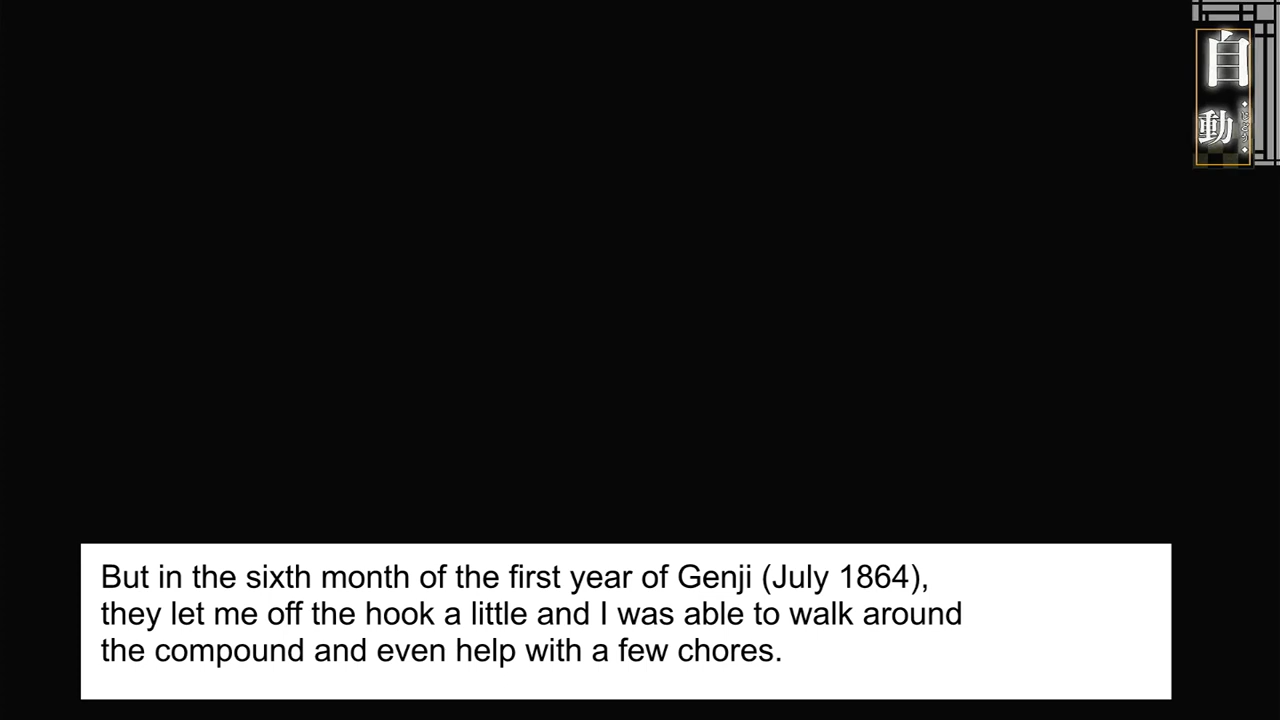 自動
But in the sixth month of the first year of Genji (July 1864),
they let me off the hook a little and I was able to walk around
the compound and even help with a few chores.